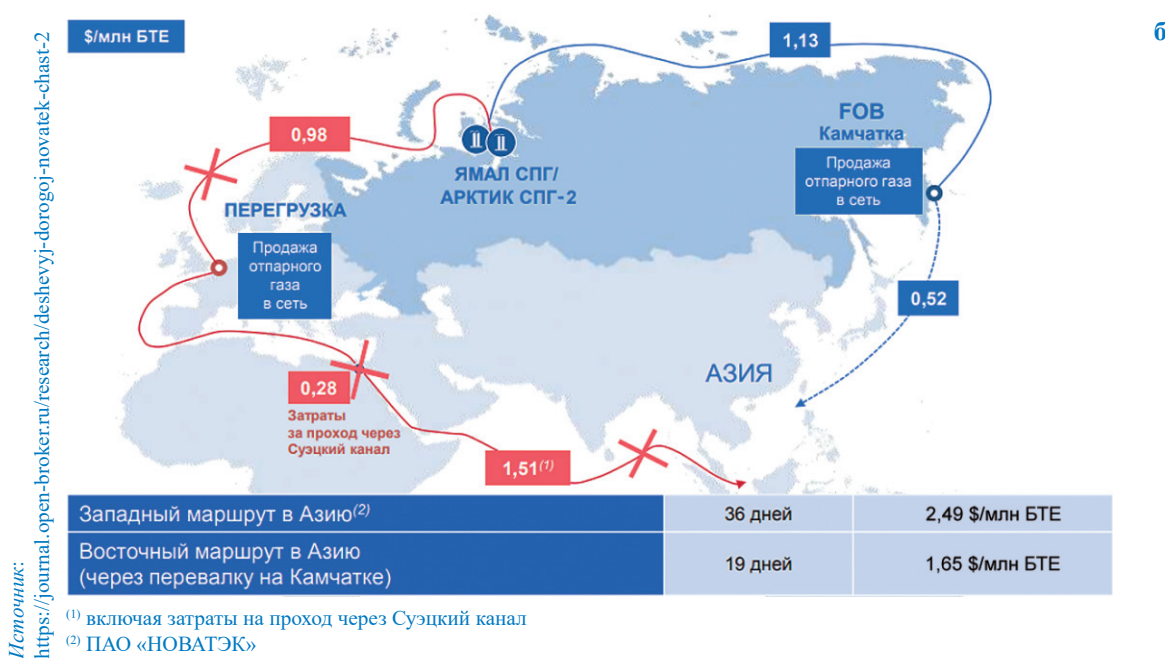 $/млн БТЕ
б
1,13
0,98
FOB
Камчатка
Продажа
отпарного газа
в сеть
ЯМАЛ СПГ/
АРКТИК СПГ-2
ПЕРЕГРУЗКА
Продажа
отпарного
газа
в сеть
0,52
АЗИЯ
0,28
Затраты
за проход через
Суэцкий канал
1,51(1)
Западный маршрут в Азию(2) 36 дней 2,49 $/млн БТЕ
Восточный маршрут в Азию
(через перевалку на Камчатке) 19 дней 1,65 $/млн БТЕ
(1) включая затраты на проход через Суэцкий канал
(2) ПАО «НОВАТЭК»
Источник:
https://journal.open-broker.ru/research/deshevyj-dorogoj-novatek-chast-2